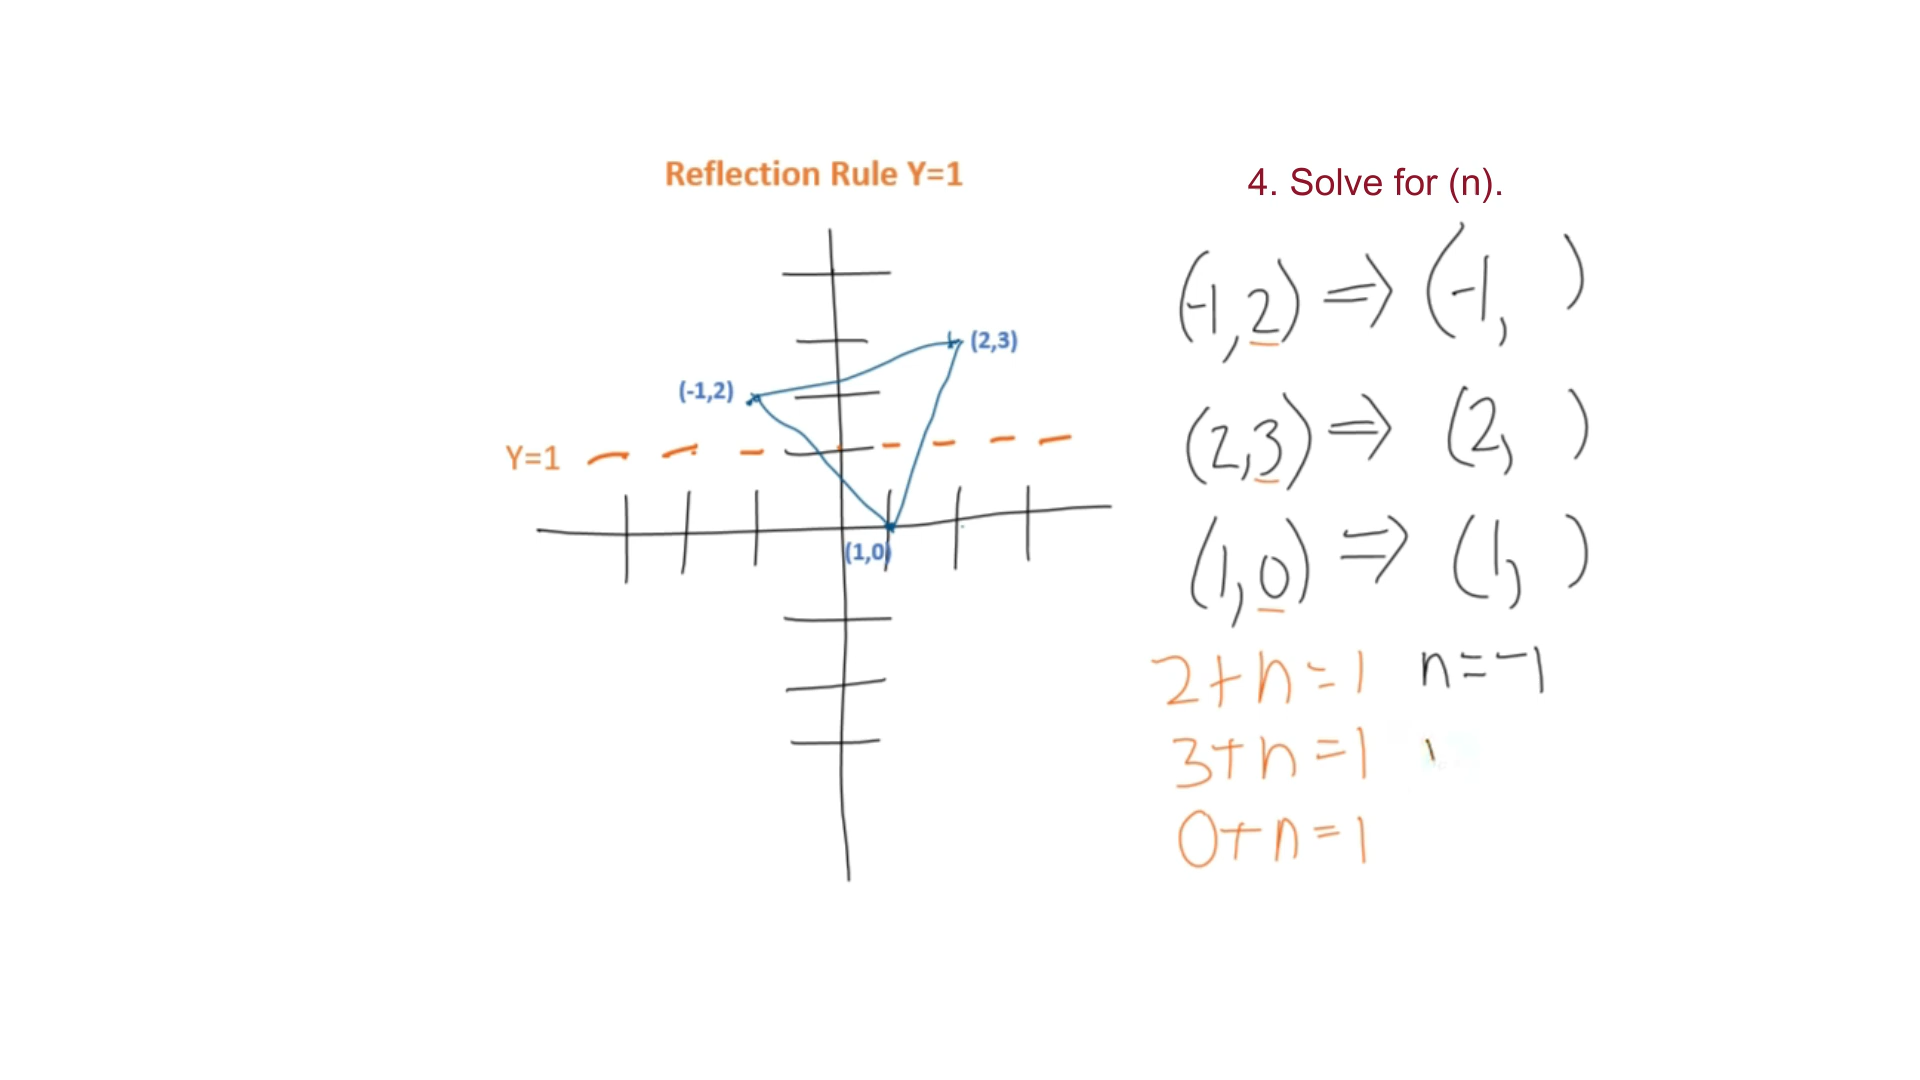 Reflection Rule Y=1
4. Solve for (n).
(2,3)
(-1,2)
Y=1
(1,0)
(-1,2) ⇒ (-1, )
(2,3) ⇒ (2, )
(1,0) ⇒ (1, )
2+n=1 n=-1
3+n=1
0+n=1